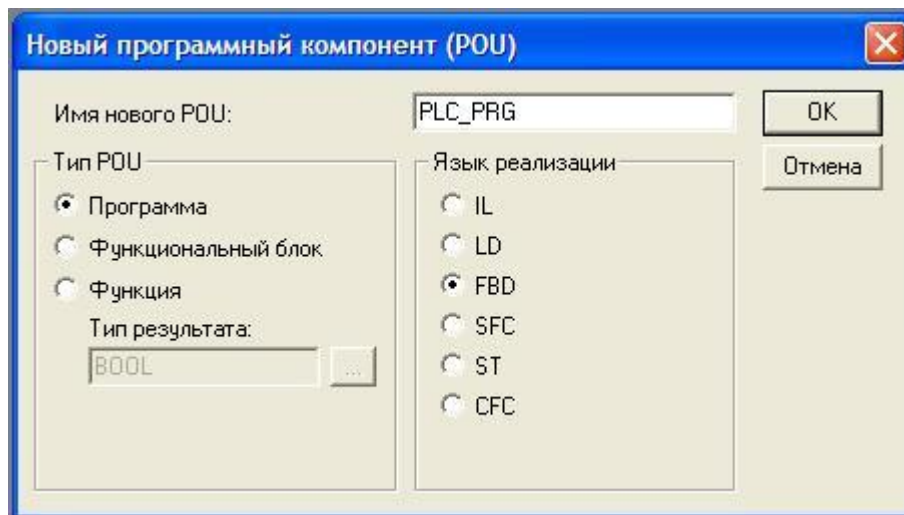 Новый программный компонент (POU)
Имя нового POU: PLC_PRG OK
Тип POU Язык реализации Отмена
Программа IL
Функциональный блок LD
Функция FBD
Тип результата: SFC
BOOL ... ST
CFC